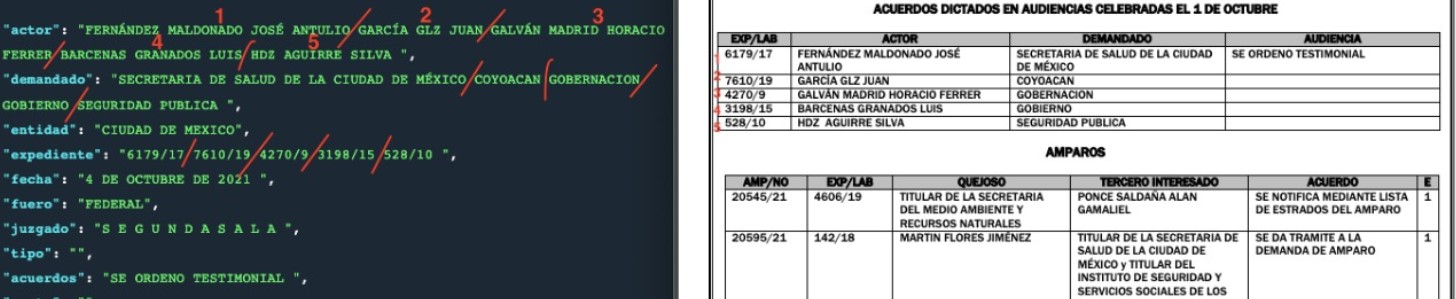 1 2 3
"actor": "FERNÁNDEZ MALDONADO JOSÉ ANTULIO GARCÍA GLZ JUAN GALVÁN MADRID HORACIO
4 5
FERRER BARCENAS GRANADOS LUIS HDZ AGUIRRE SILVA ",
"demandado": "SECRETARIA DE SALUD DE LA CIUDAD DE MÉXICO COYOACAN GOBERNACION
GOBIERNO SEGURIDAD PUBLICA ",
"entidad": "CIUDAD DE MEXICO",
"expediente": "6179/17 7610/19 4270/9 3198/15 528/10 ",
"fecha": "4 DE OCTUBRE DE 2021 ",
"fuero": "FEDERAL",
"juzgado": "S E G U N D A S A L A ",
"tipo": "",
"acuerdos": "SE ORDENO TESTIMONIAL ",
ACUERDOS DICTADOS EN AUDIENCIAS CELEBRADAS EL 1 DE OCTUBRE
EXP/LAB ACTOR DEMANDADO AUDIENCIA
1 6179/17 FERNÁNDEZ MALDONADO JOSÉ SECRETARIA DE SALUD DE LA CIUDAD SE ORDENO TESTIMONIAL
ANTULIO DE MÉXICO
2 7610/19 GARCÍA GLZ JUAN COYOACAN
3 4270/9 GALVÁN MADRID HORACIO FERRER GOBERNACION
4 3198/15 BARCENAS GRANADOS LUIS GOBIERNO
5 528/10 HDZ AGUIRRE SILVA SEGURIDAD PUBLICA
AMPAROS
AMP/NO EXP/LAB QUEJOSO TERCERO INTERESADO ACUERDO E
20545/21 4606/19 TITULAR DE LA SECRETARIA PONCE SALDAÑA ALAN SE NOTIFICA MEDIANTE LISTA 1
DEL MEDIO AMBIENTE Y GAMALIEL DE ESTRADOS DEL AMPARO
RECURSOS NATURALES
20595/21 142/18 MARTIN FLORES JIMÉNEZ TITULAR DE LA SECRETARIA DE SE DA TRAMITE A LA 1
SALUD DE LA CIUDAD DE DEMANDA DE AMPARO
MÉXICO y TITULAR DEL
INSTITUTO DE SEGURIDAD Y
SERVICIOS SOCIALES DE LOS